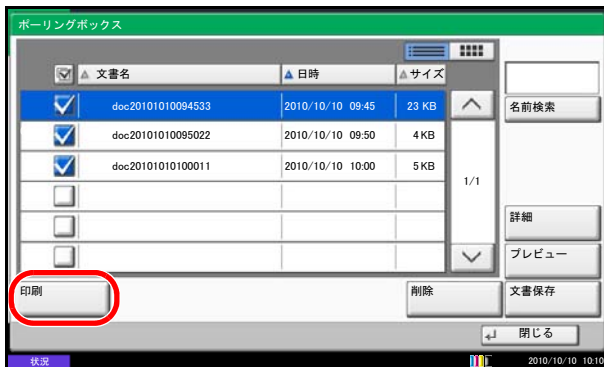 ポーリングボックス
文書名 日時 サイズ
doc20101010094533 2010/10/10 09:45 23 KB
名前検索
doc20101010095022 2010/10/10 09:50 4 KB
doc20101010100011 2010/10/10 10:00 5 KB
1/1
詳細
プレビュー
印刷 削除 文書保存
閉じる
状況 2010/10/10 10:10